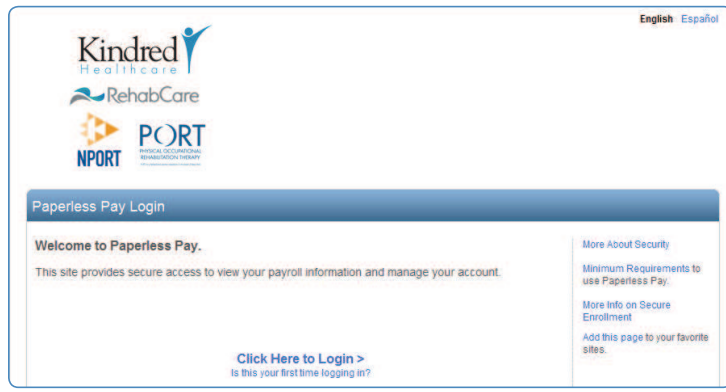 English Español
Kindred
Healthcare
RehabCare
NPORT
PORT
PHYSICAL OCCUPATIONAL
REHABILITATION THERAPY
Paperless Pay Login
Welcome to Paperless Pay.
This site provides secure access to view your payroll information and manage your account.
Click Here to Login >
Is this your first time logging in?
More About Security
Minimum Requirements to
use Paperless Pay.
More Info on Secure
Enrollment
Add this page to your favorite
sites.